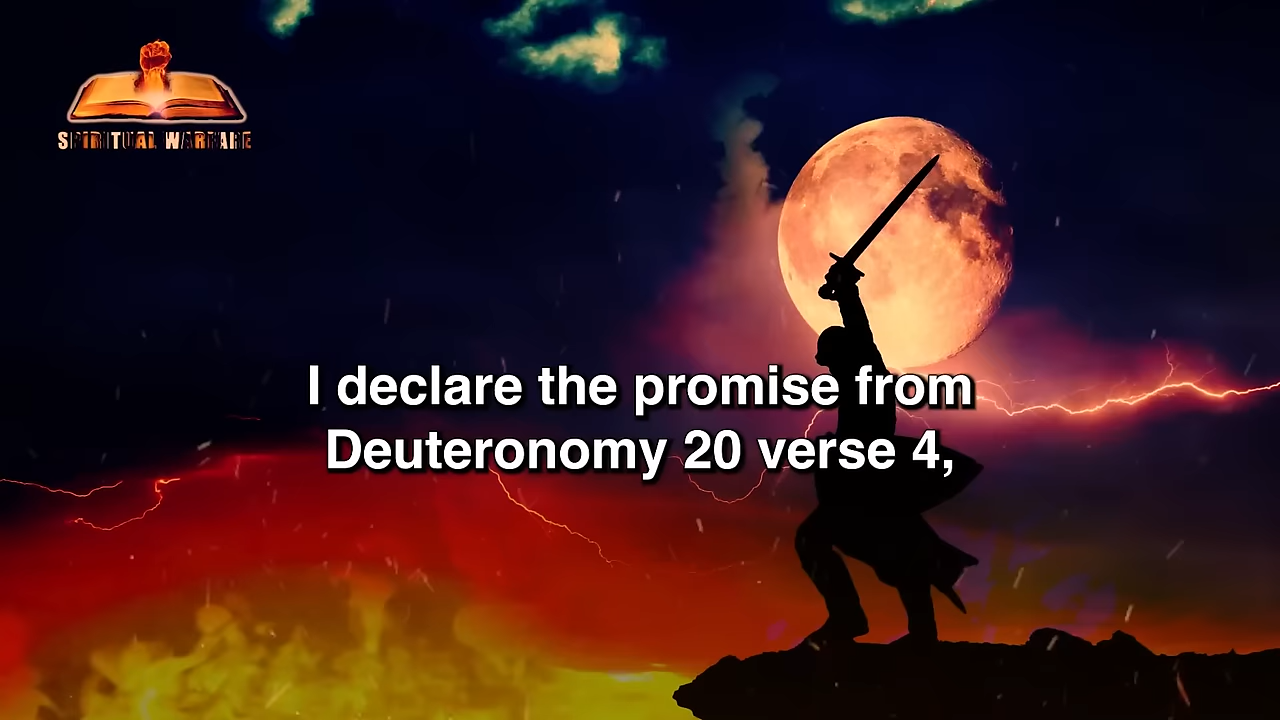 SPIRITUAL WARFARE
I declare the promise from
Deuteronomy 20 verse 4,